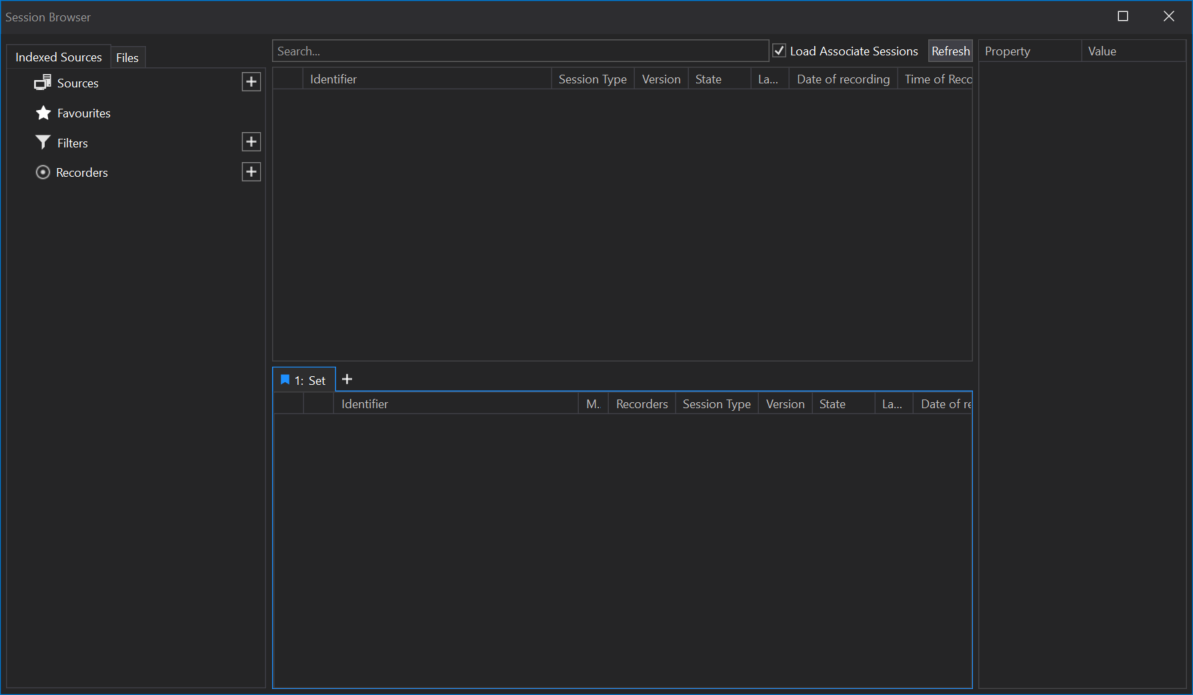 Session Browser
Indexed Sources Files
Sources
Favourites
Filters
Recorders
Search... Load Associate Sessions Refresh
Identifier Session Type Version State La... Date of recording Time of Reco
1: Set
Identifier M. Recorders Session Type Version State La... Date of re
Property Value